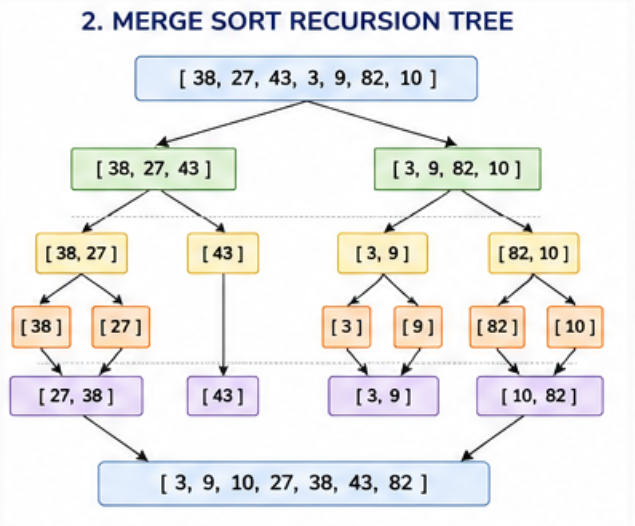 2. MERGE SORT RECURSION TREE
[ 38, 27, 43, 3, 9, 82, 10 ]
[ 38, 27, 43 ]
[ 3, 9, 82, 10 ]
[ 38, 27 ]
[ 43 ]
[ 3, 9 ]
[ 82, 10 ]
[ 38 ]
[ 27 ]
[ 3 ]
[ 9 ]
[ 82 ]
[ 10 ]
[ 27, 38 ]
[ 43 ]
[ 3, 9 ]
[ 10, 82 ]
[ 3, 9, 10, 27, 38, 43, 82 ]